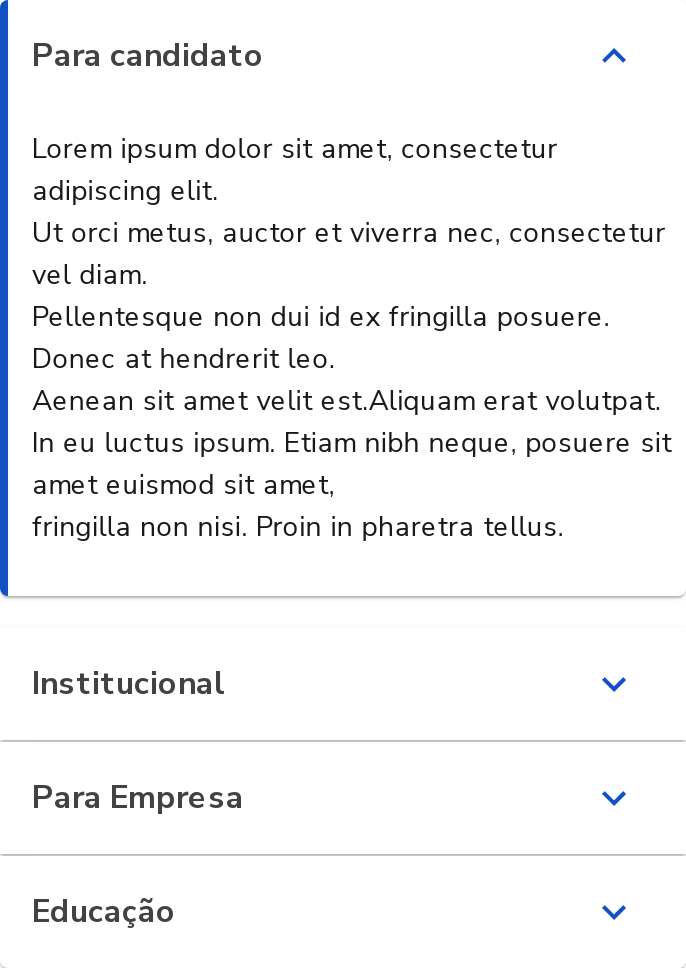 Para candidato
Lorem ipsum dolor sit amet, consectetur
adipiscing elit.
Ut orci metus, auctor et viverra nec, consectetur
vel diam.
Pellentesque non dui id ex fringilla posuere.
Donec at hendrerit leo.
Aenean sit amet velit est.Aliquam erat volutpat.
In eu luctus ipsum. Etiam nibh neque, posuere sit
amet euismod sit amet,
fringilla non nisi. Proin in pharetra tellus.
Institucional
Para Empresa
Educação